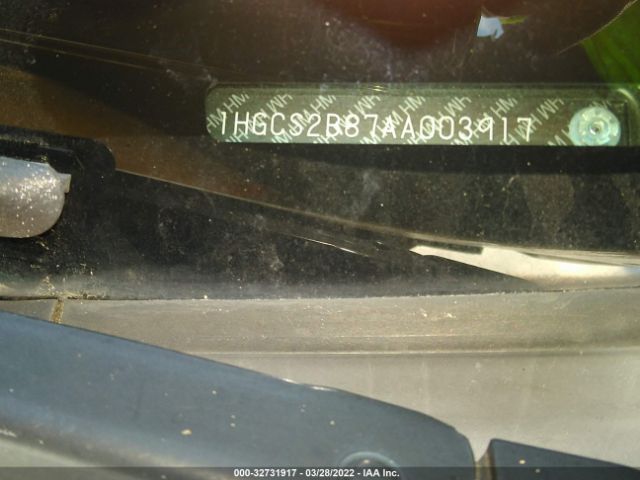 1HGCS2B87AA003917
000-32731917 - 03/28/2022 - IAA Inc.